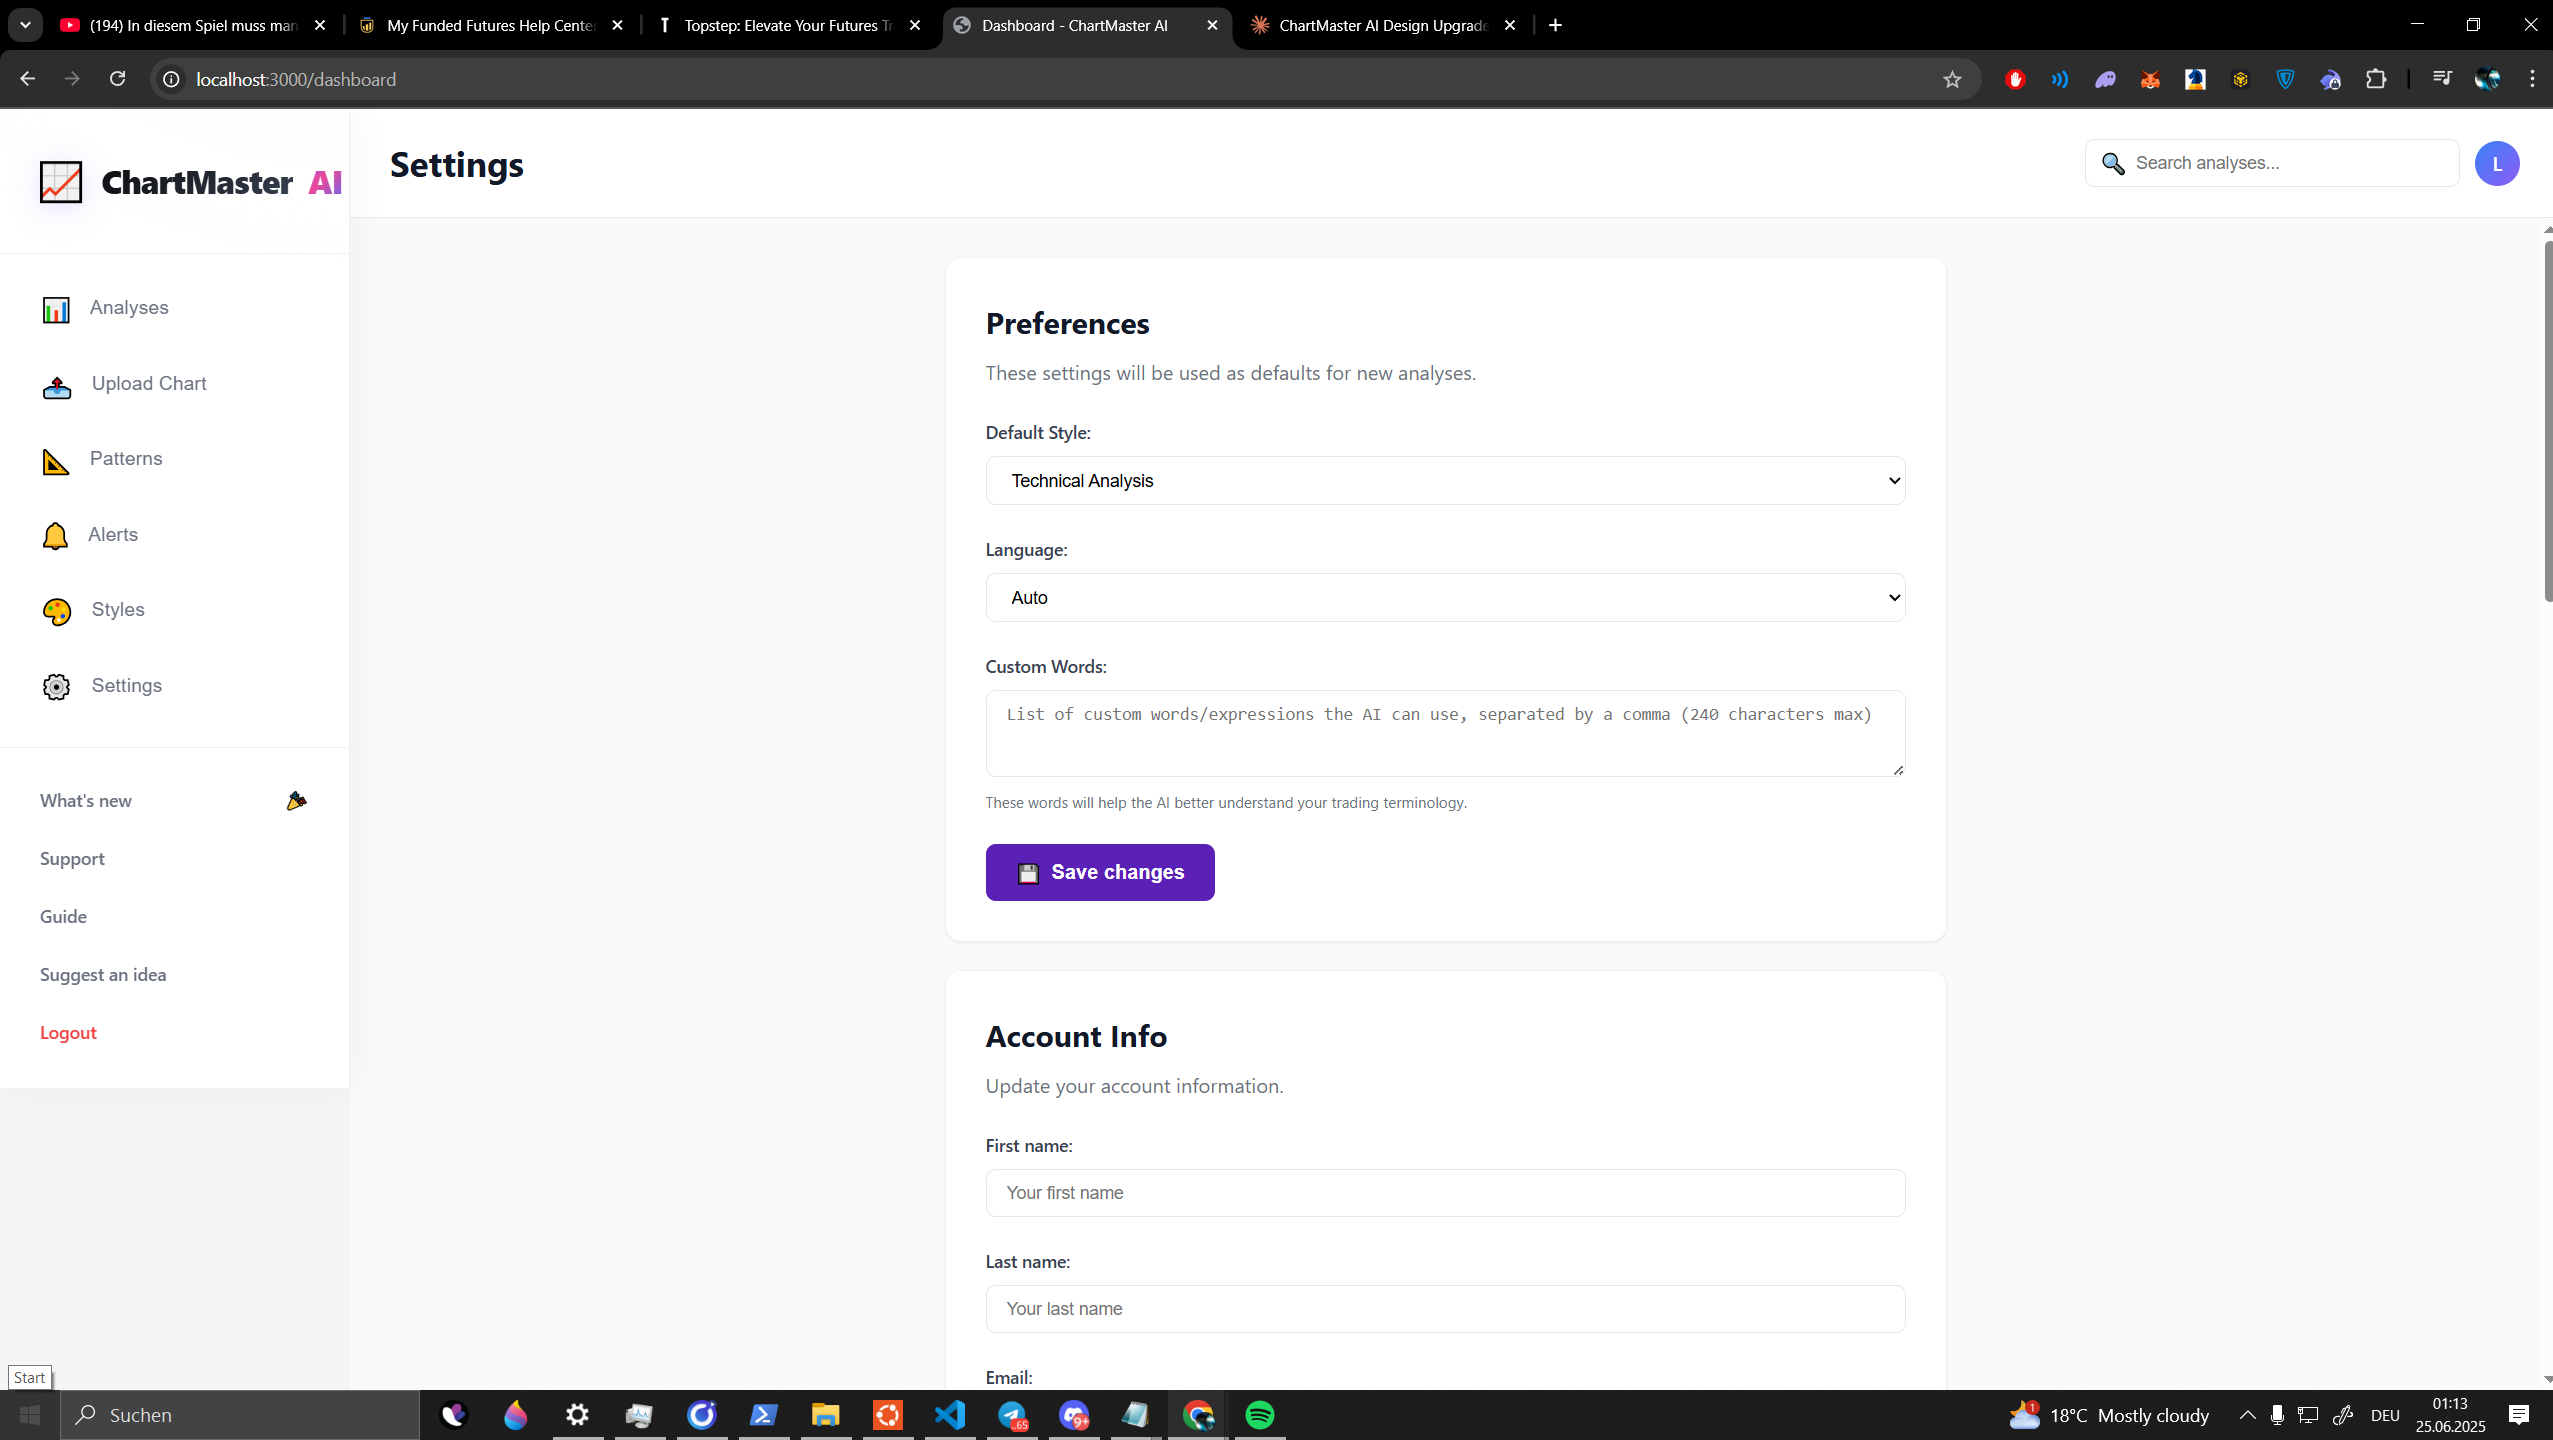 (194) In diesem Spiel muss man
My Funded Futures Help Center
Topstep: Elevate Your Futures Tr
Dashboard - ChartMaster AI
ChartMaster AI Design Upgrade
localhost:3000/dashboard
ChartMaster AI
Settings
Search analyses...
L
Analyses
Upload Chart
Patterns
Alerts
Styles
Settings
What's new
Support
Guide
Suggest an idea
Logout
Preferences
These settings will be used as defaults for new analyses.
Default Style:
Technical Analysis
Language:
Auto
Custom Words:
List of custom words/expressions the AI can use, separated by a comma (240 characters max)
These words will help the AI better understand your trading terminology.
Save changes
Account Info
Update your account information.
First name:
Your first name
Last name:
Your last name
Email:
Start
Suchen
65
9+
1
18°C Mostly cloudy
DEU
01:13
25.06.2025